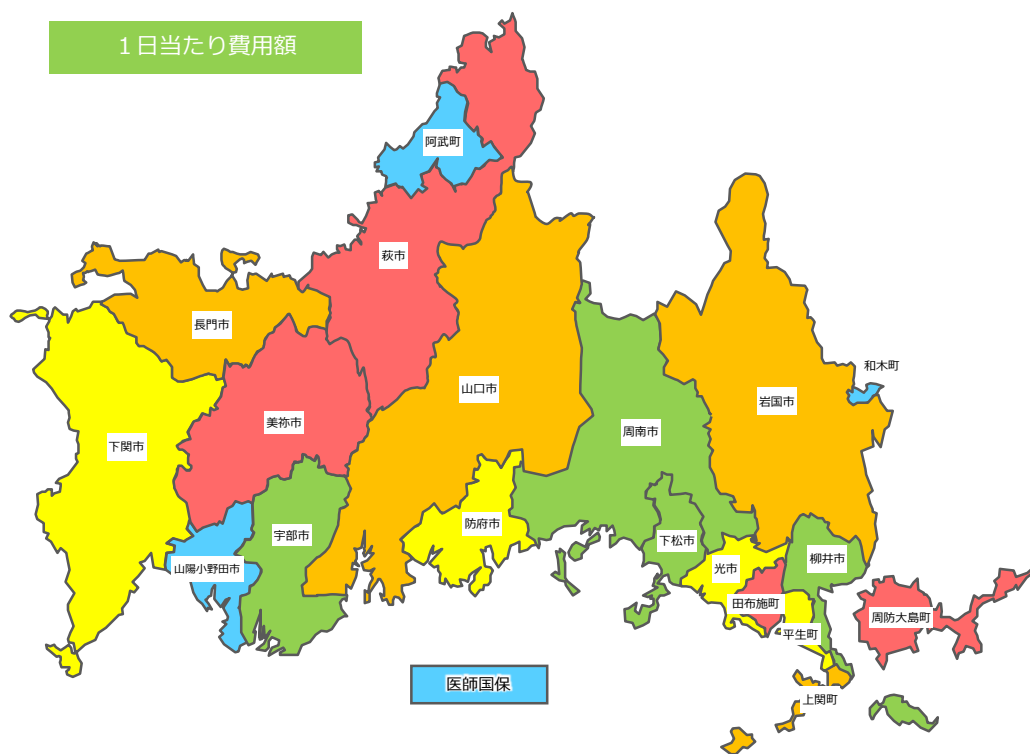 １日当たり費用額
阿武町
萩市
長門市
和木町
山口市
岩国市
美祢市
周南市
下関市
防府市
宇部市
下松市
柳井市
山陽小野田市
光市
田布施町
周防大島町
平生町
医師国保
上関町